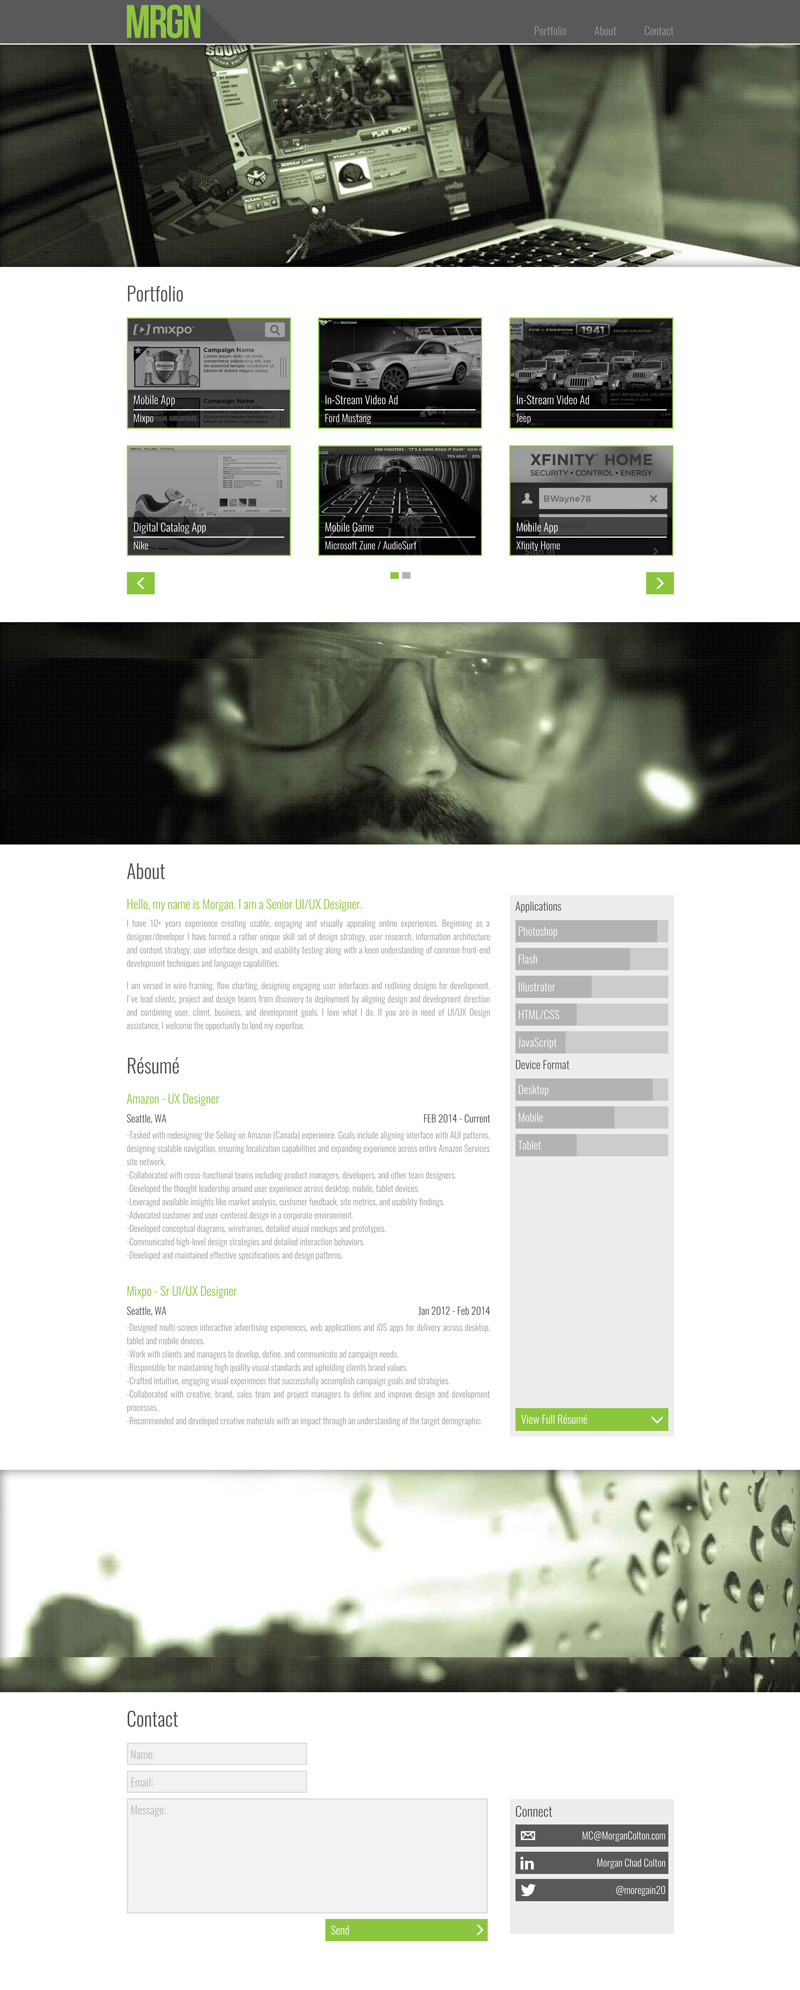 MRGN
Portfolio About Contact
SQUAD
PLAY NOW!
Portfolio
mixpo
Campaign Name
Campaign Name
Mobile App
Mixpo
In-Stream Video Ad
Ford Mustang
1941
In-Stream Video Ad
Jeep
Digital Catalog App
Nike
Mobile Game
Microsoft Zune / AudioSurf
XFINITY HOME
SECURITY • CONTROL • ENERGY
BWayne78
Mobile App
Xfinity Home
About
Hello, my name is Morgan. I am a Senior UI/UX Designer.
I have 10+ years experience creating usable, engaging and visually appealing online experiences. Beginning as a
designer/developer I have formed a rather unique skill set of design strategy, user research, information architecture
and content strategy, user interface design, and usability testing along with a keen understanding of common front-end
development techniques and language capabilities.
I am versed in wire-framing, flow charting, designing engaging user interfaces and redlining designs for development.
I've lead clients, project and design teams from discovery to deployment by aligning design and development direction
and combining user, client, business, and development goals. I love what I do. If you are in need of UI/UX Design
assistance. I welcome the opportunity to lend my expertise.
Résumé
Amazon - UX Designer
Seattle, WA FEB 2014 - Current
-Tasked with redesigning the Selling on Amazon (Canada) experience. Goals include aligning interface with AUI patterns,
designing scalable navigation, ensuring localization capabilities and expanding experience across entire Amazon Services
site network.
-Collaborated with cross-functional teams including product managers, developers, and other team designers.
-Developed the thought leadership around user experience across desktop, mobile, tablet devices.
-Leveraged available insights like market analysis, customer feedback, site metrics, and usability findings.
-Advocated customer and user-centered design in a corporate environment.
-Developed conceptual diagrams, wireframes, detailed visual mockups and prototypes.
-Communicated high-level design strategies and detailed interaction behaviors.
-Developed and maintained effective specifications and design patterns.
Mixpo - Sr UI/UX Designer
Seattle, WA Jan 2012 - Feb 2014
-Designed multi-screen interactive advertising experiences, web applications and iOS apps for delivery across desktop,
tablet and mobile devices.
-Work with clients and managers to develop, define, and communicate ad campaign needs.
-Responsible for maintaining high quality visual standards and upholding clients brand values.
-Crafted intuitive, engaging visual experiences that successfully accomplish campaign goals and strategies.
-Collaborated with creative, brand, sales team and project managers to define and improve design and development
processes.
-Recommended and developed creative materials with an impact through an understanding of the target demographic.
Applications
Photoshop
Flash
Illustrator
HTML/CSS
JavaScript
Device Format
Desktop
Mobile
Tablet
View Full Résumé
Contact
Name:
Email:
Message:
Send
Connect
MC@MorganColton.com
in Morgan Chad Colton
@moregain20